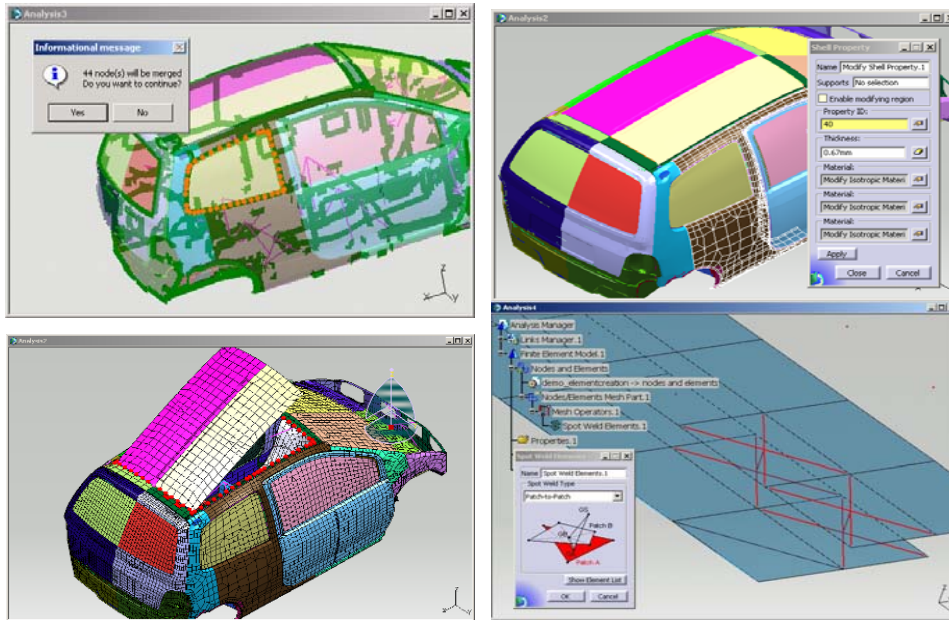 Analysis3
Informational message
44 node(s) will be merged
Do you want to continue?
Yes
No
Z
X
Y
Analysis2
Shell Property
Name Modify Shell Property.1
Supports No selection
Enable modifying region
Property ID:
40
Thickness:
0.67mm
Material:
Modify Isotropic Materi
Material:
Modify Isotropic Materi
Material:
Modify Isotropic Materi
Apply
Close
Cancel
Analysis4
Analysis Manager
Links Manager.1
Finite Element Model.1
Nodes and Elements
demo_elementcreation -> nodes and elements
Nodes/Elements Mesh Part.1
Mesh Operators.1
Spot Weld Elements.1
Properties.1
Spot Weld Elements
Name Spot Weld Elements.1
Spot Weld Type
Patch-to-Patch
GS
Patch B
GB
Patch A
Show Element List
OK
Cancel